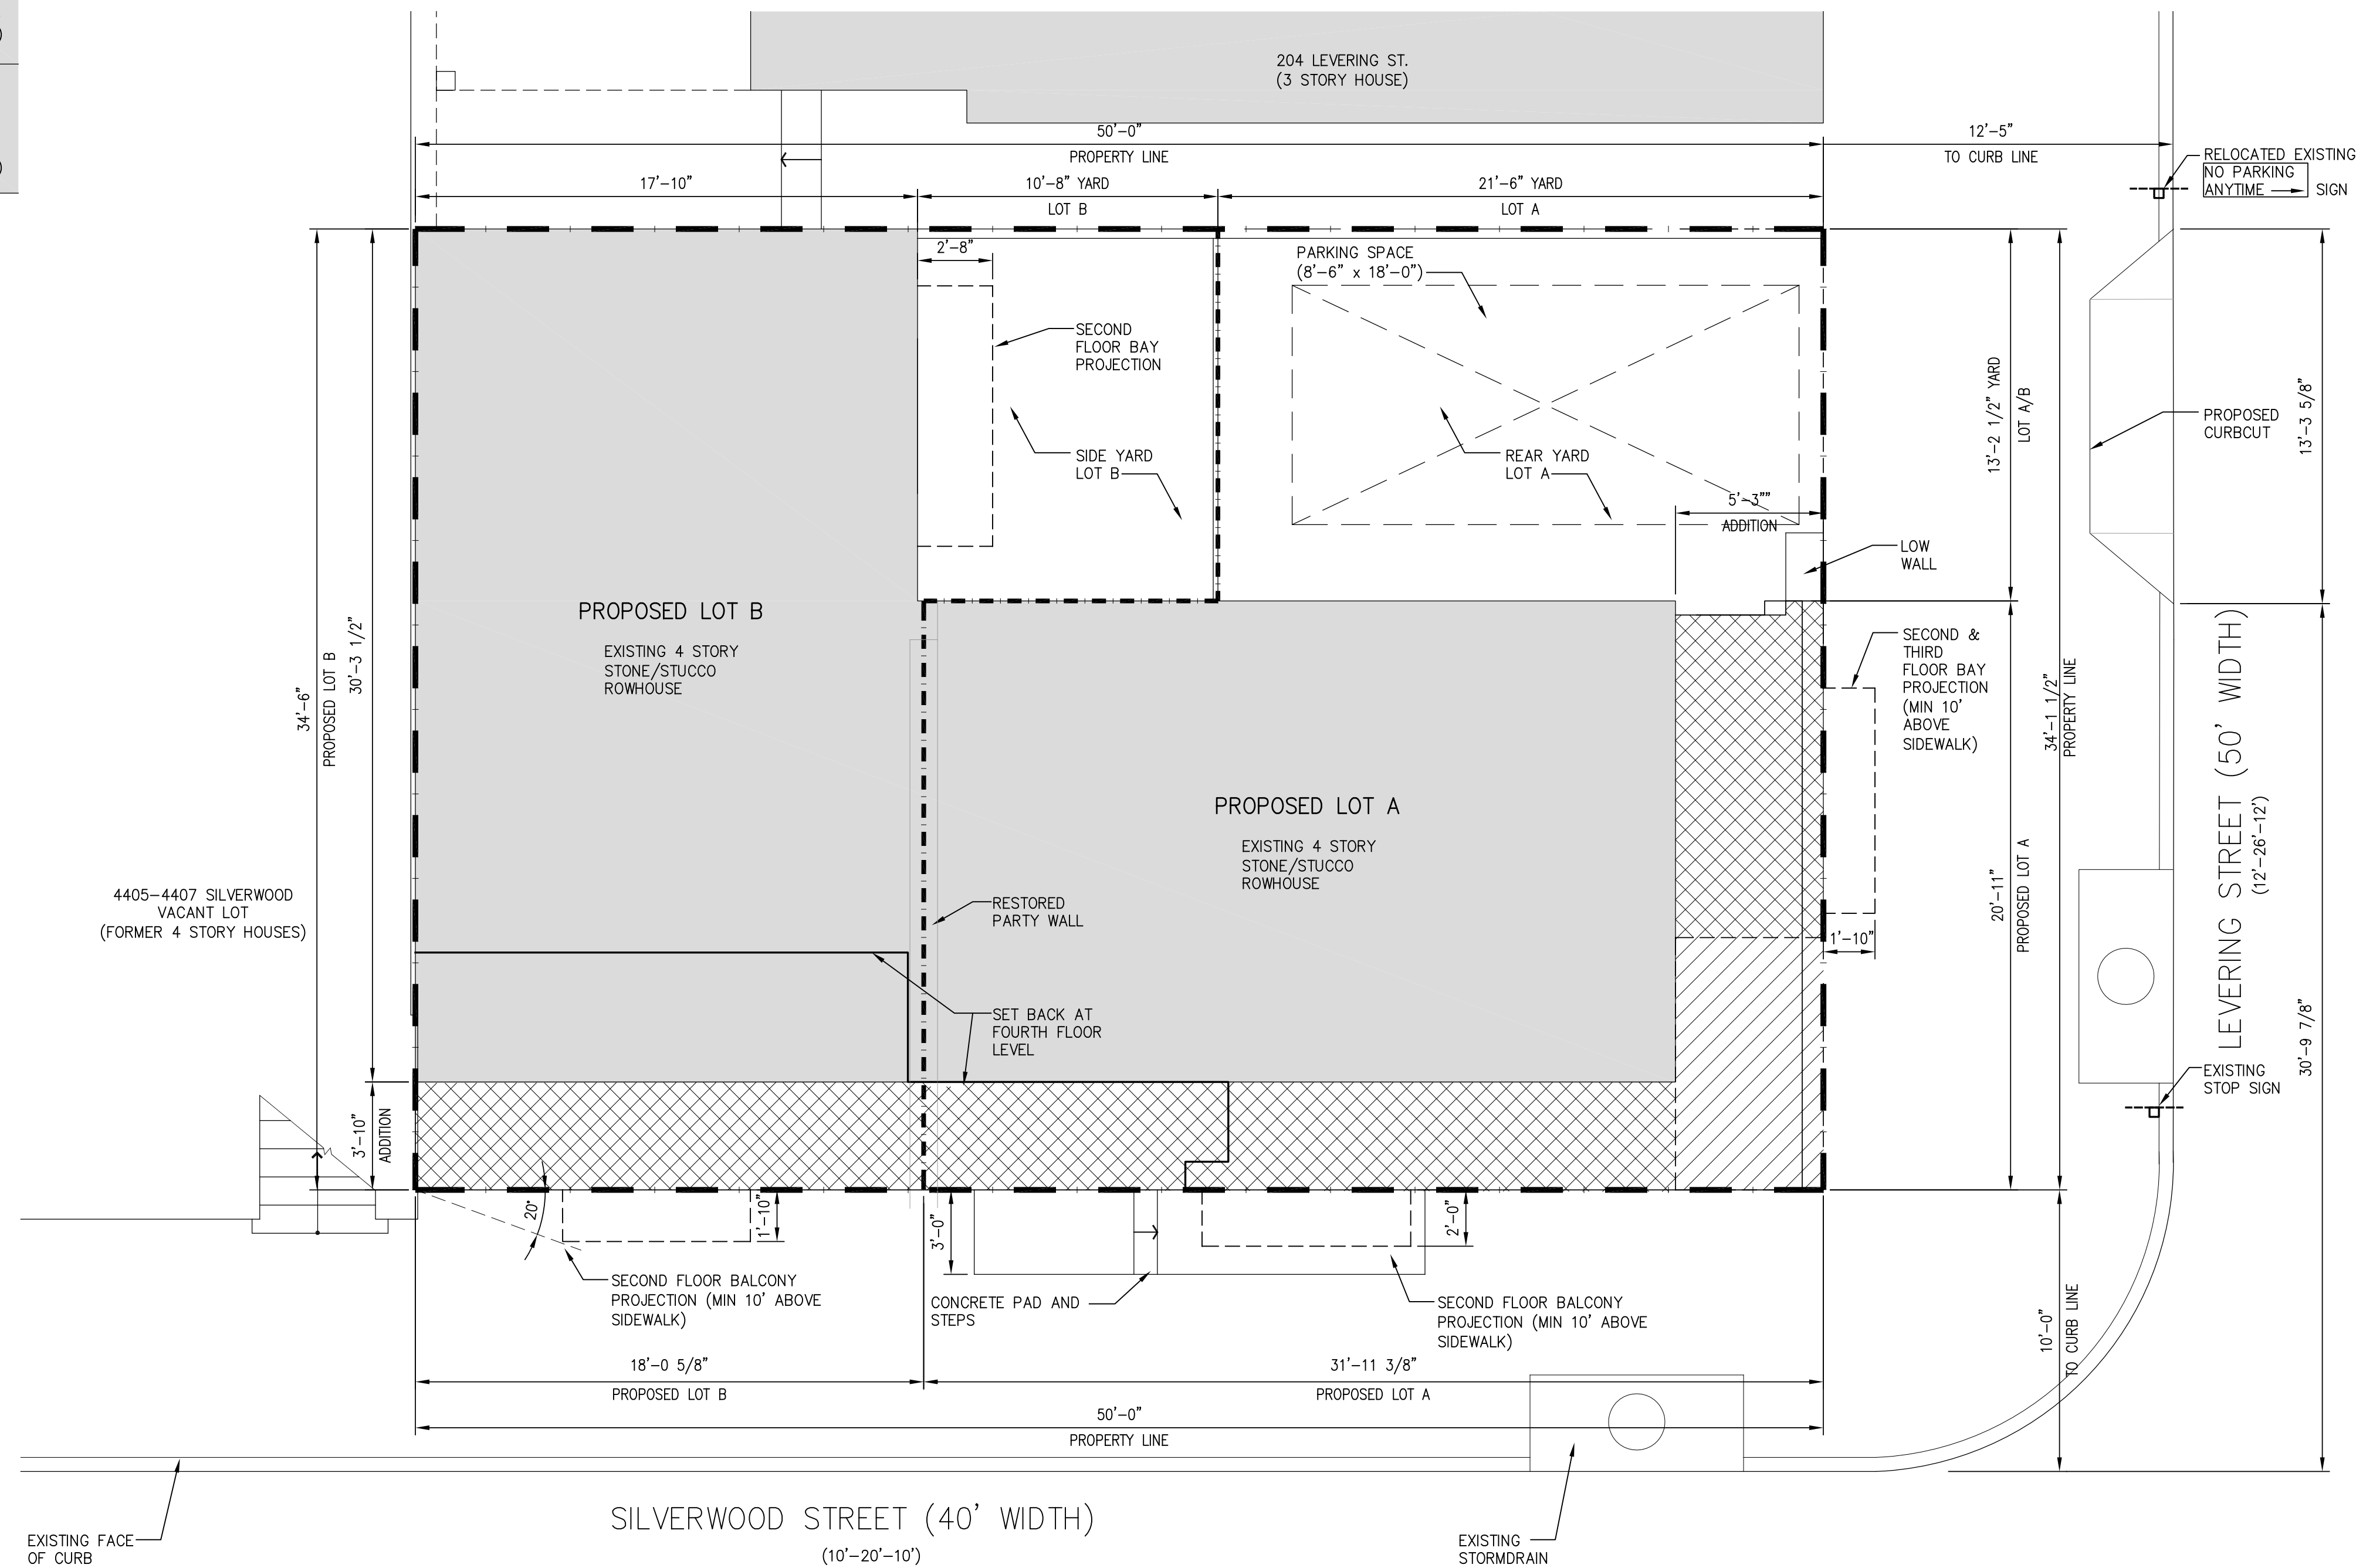 )
)
204 LEVERING ST.
(3 STORY HOUSE)
50'-0"
PROPERTY LINE
12'-5"
TO CURB LINE
RELOCATED EXISTING
NO PARKING
ANYTIME
SIGN
17'-10"
10'-8" YARD
LOT B
21'-6" YARD
LOT A
2'-8"
PARKING SPACE
(8'-6" x 18'-0")
SECOND
FLOOR BAY
PROJECTION
SIDE YARD
LOT B
REAR YARD
LOT A
5'-3""
ADDITION
13'-2 1/2" YARD
LOT A/B
13'-3 5/8"
PROPOSED
CURBCUT
LOW
WALL
PROPOSED LOT B
EXISTING 4 STORY
STONE/STUCCO
ROWHOUSE
34'-6"
PROPOSED LOT B
30'-3 1/2"
SECOND &
THIRD
FLOOR BAY
PROJECTION
(MIN 10'
ABOVE
SIDEWALK)
34'-1 1/2"
PROPERTY LINE
PROPOSED LOT A
EXISTING 4 STORY
STONE/STUCCO
ROWHOUSE
20'-11"
PROPOSED LOT A
LEVERING STREET (50' WIDTH)
(12'-26'-12')
4405-4407 SILVERWOOD
VACANT LOT
(FORMER 4 STORY HOUSES)
RESTORED
PARTY WALL
1'-10"
SET BACK AT
FOURTH FLOOR
LEVEL
30'-9 7/8"
EXISTING
STOP SIGN
3'-10"
ADDITION
20°
1'-10"
3'-0"
2'-0"
SECOND FLOOR BALCONY
PROJECTION (MIN 10' ABOVE
SIDEWALK)
CONCRETE PAD AND
STEPS
SECOND FLOOR BALCONY
PROJECTION (MIN 10' ABOVE
SIDEWALK)
10'-0"
TO CURB LINE
18'-0 5/8"
PROPOSED LOT B
31'-11 3/8"
PROPOSED LOT A
50'-0"
PROPERTY LINE
SILVERWOOD STREET (40' WIDTH)
(10'-20'-10')
EXISTING FACE
OF CURB
EXISTING
STORMDRAIN